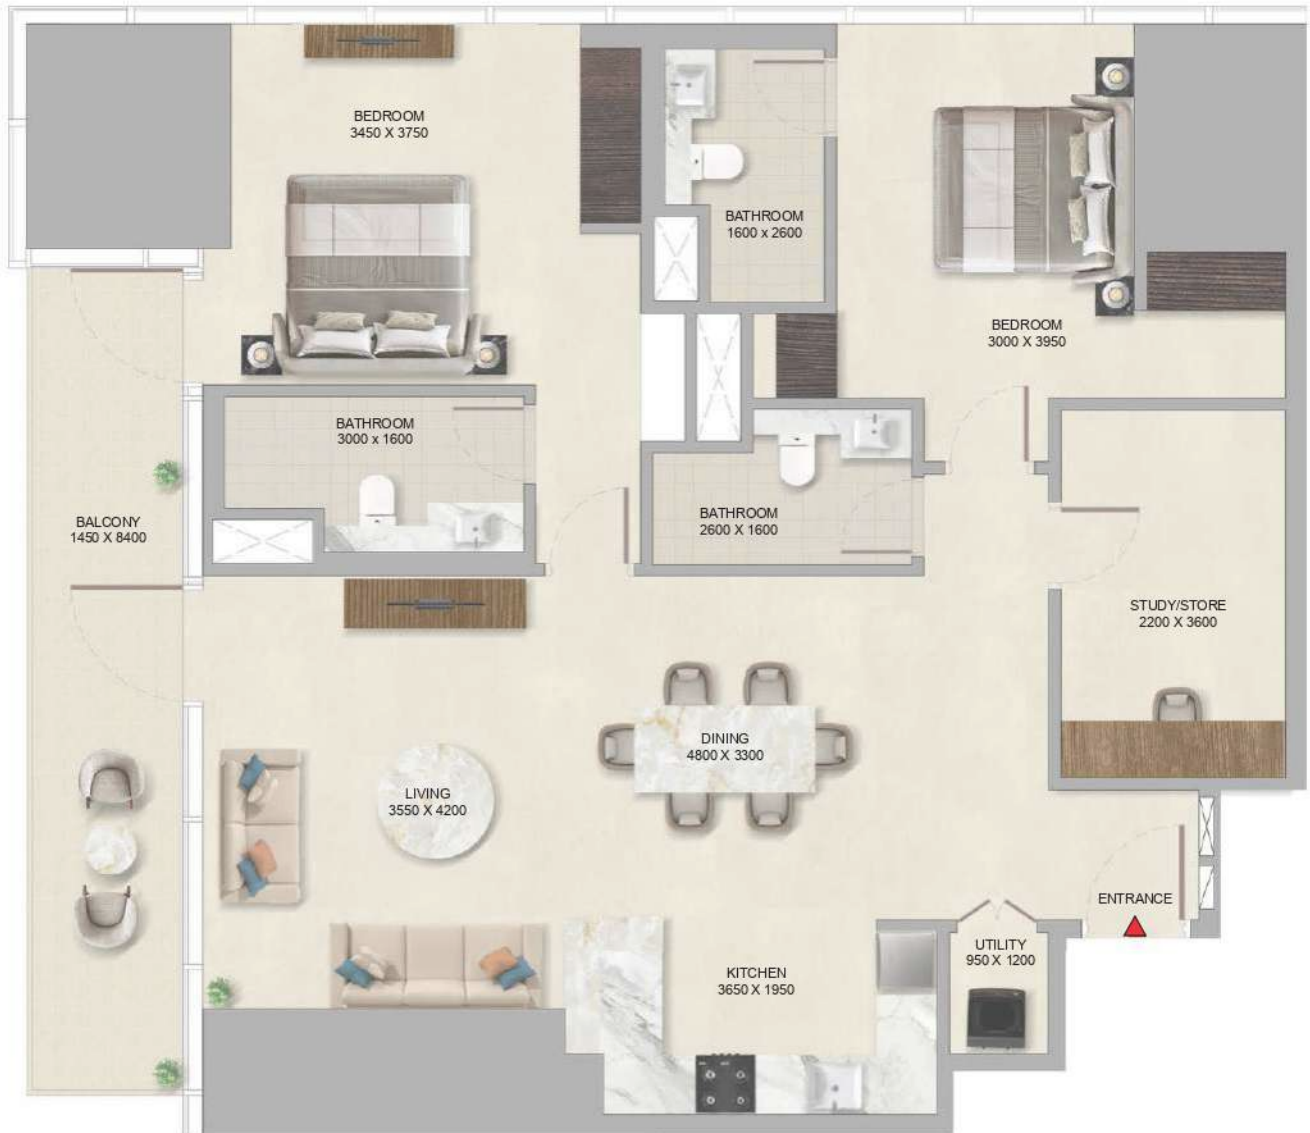 BEDROOM
3450 X 3750
BATHROOM
1600 x 2600
BEDROOM
3000 X 3950
BATHROOM
3000 x 1600
BATHROOM
2600 X 1600
BALCONY
1450 X 8400
STUDY/STORE
2200 X 3600
DINING
4800 X 3300
LIVING
3550 X 4200
ENTRANCE
UTILITY
950 X 1200
KITCHEN
3650 X 1950